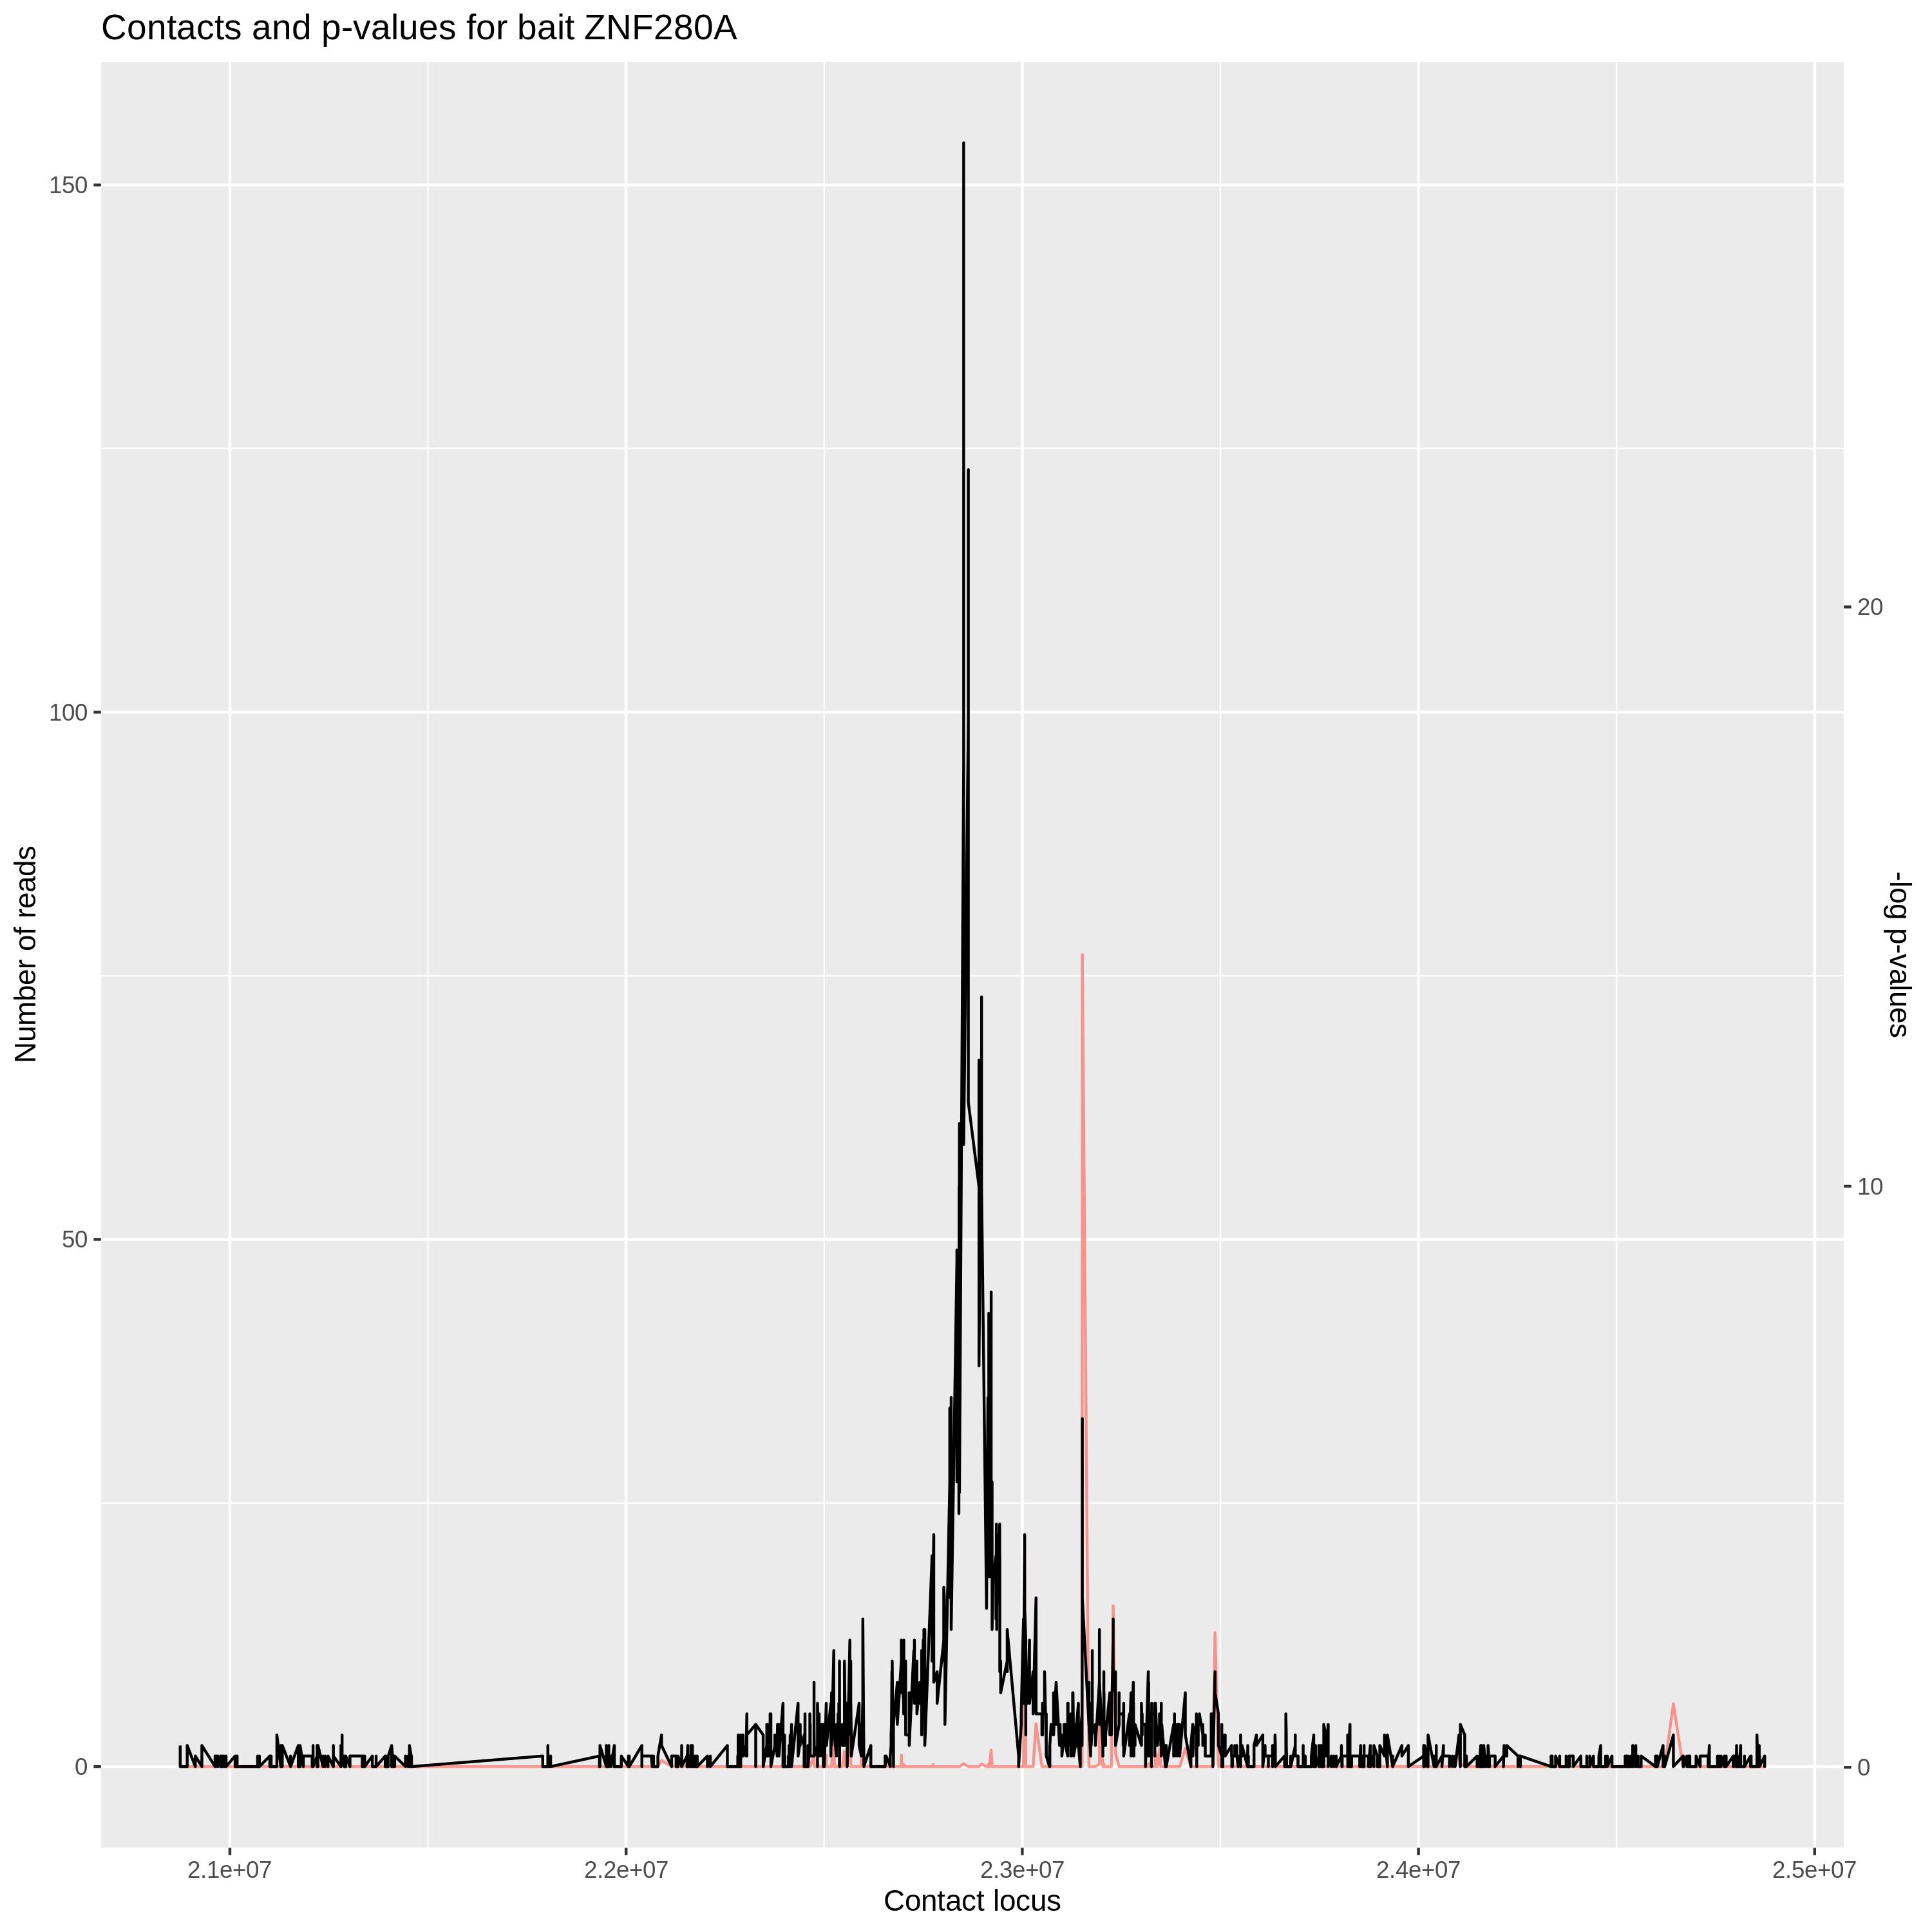 Contacts and p-values for bait ZNF280A
150
100
50
0
Number of reads
20
10
0
-log p-values
2.1e+07 2.2e+07 2.3e+07 2.4e+07 2.5e+07
Contact locus